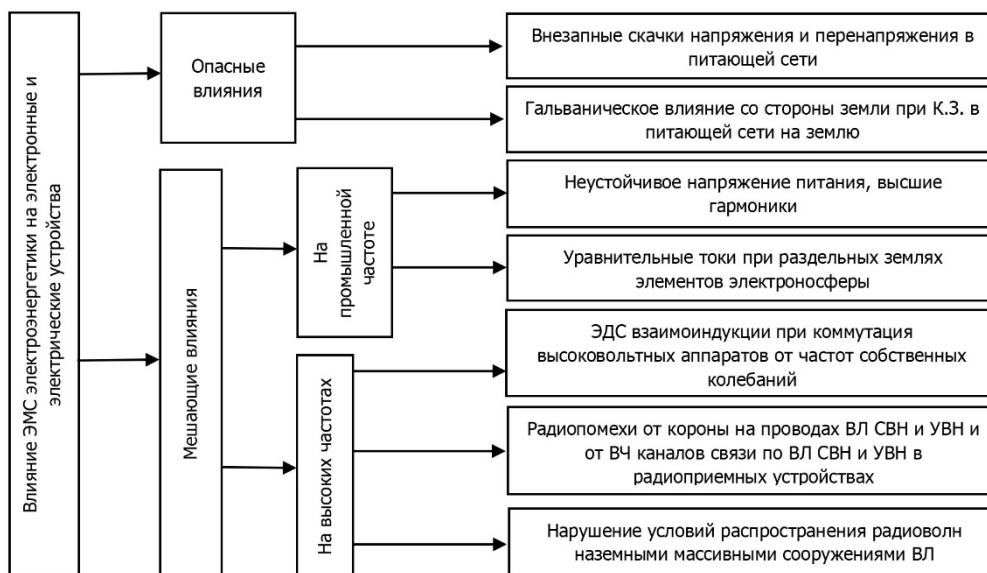 Влияние ЭМС электроэнергетики на электронные и
электрические устройства
Опасные
влияния
Внезапные скачки напряжения и перенапряжения в
питающей сети
Гальваническое влияние со стороны земли при К.З. в
питающей сети на землю
Мешающие влияния
На
промышленной
частоте
Неустойчивое напряжение питания, высшие
гармоники
Уравнительные токи при раздельных землях
элементов электроносферы
На высоких частотах
ЭДС взаимоиндукции при коммутация
высоковольтных аппаратов от частот собственных
колебаний
Радиопомехи от короны на проводах ВЛ СВН и УВН и
от ВЧ каналов связи по ВЛ СВН и УВН в
радиоприемных устройствах
Нарушение условий распространения радиоволн
наземными массивными сооружениями ВЛ